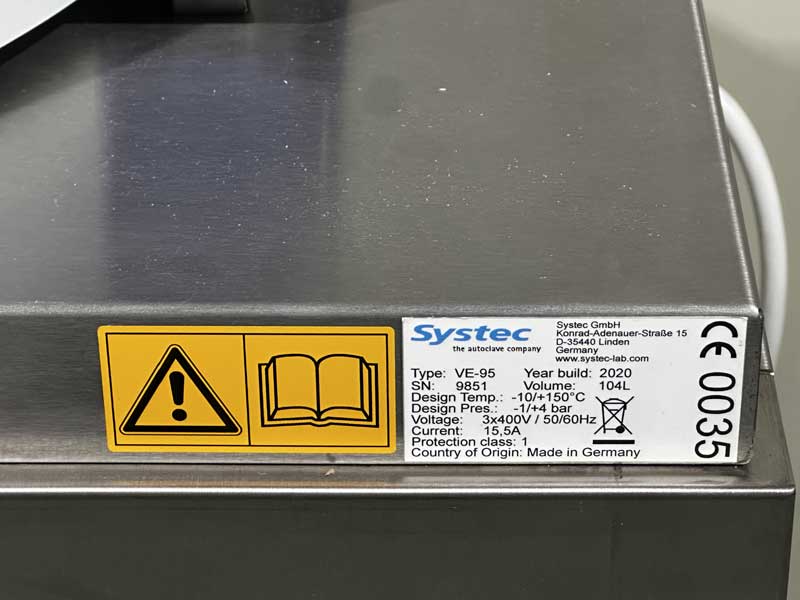 Systec
the autoclave company
Systec GmbH
Konrad-Adenauer-Straße 15
D-35440 Linden
Germany
www.systec-lab.com
Type: VE-95 Year build: 2020
SN: 9851 Volume: 104L
Design Temp.: -10/+150°C
Design Pres.: -1/+4 bar
Voltage: 3x400V / 50/60Hz
Current: 15,5A
Protection class: 1
Country of Origin: Made in Germany
CE 0035